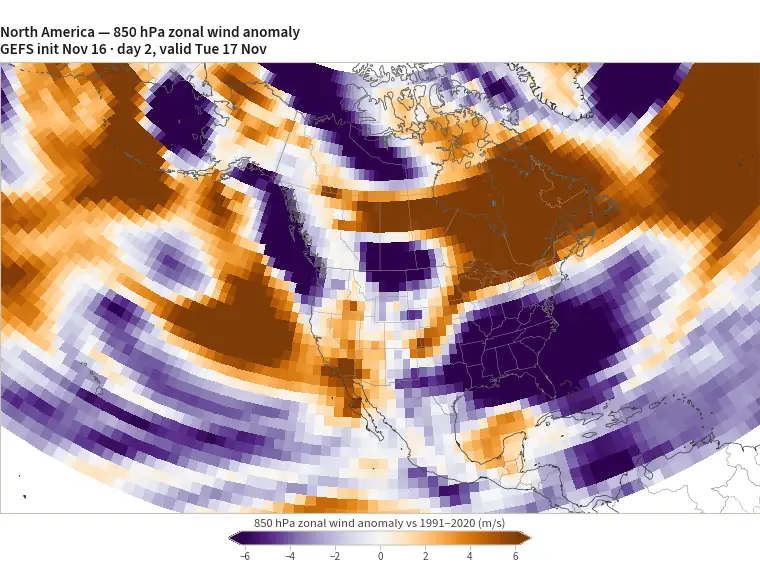 North America — 850 hPa zonal wind anomaly
GEFS init Nov 16 · day 2, valid Tue 17 Nov
850 hPa zonal wind anomaly vs 1991–2020 (m/s)
−6 −4 −2 0 2 4 6